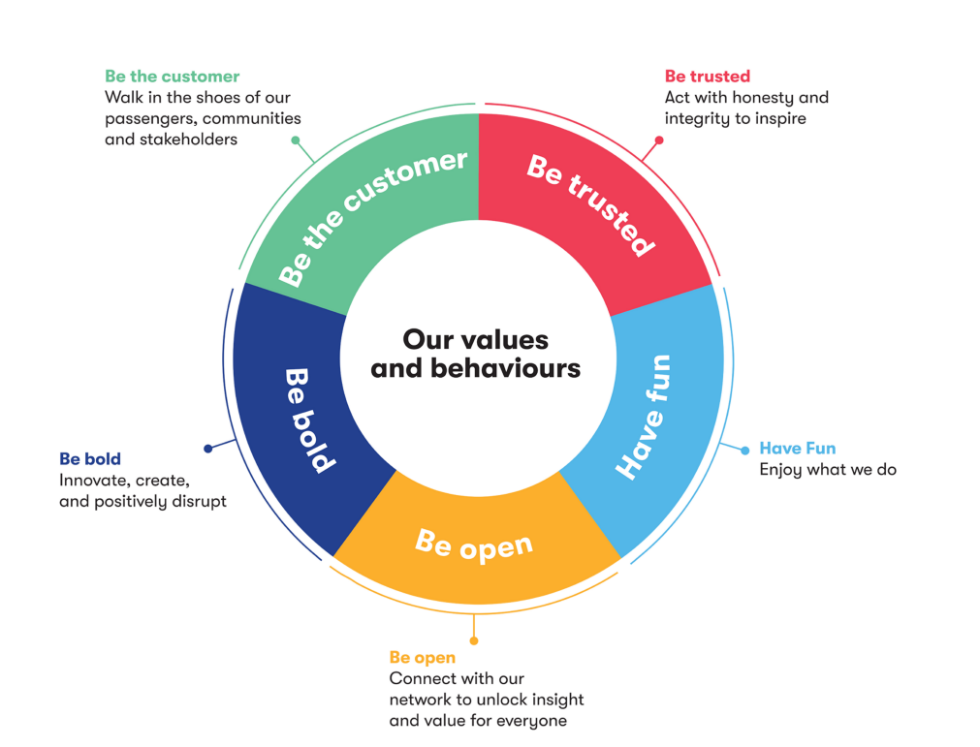 Be the customer
Walk in the shoes of our
passengers, communities
and stakeholders
Be trusted
Act with honesty and
integrity to inspire
Be the customer
Be trusted
Our values
and behaviours
Be bold
Have fun
Be open
Be bold
Innovate, create,
and positively disrupt
Have Fun
Enjoy what we do
Be open
Connect with our
network to unlock insight
and value for everyone